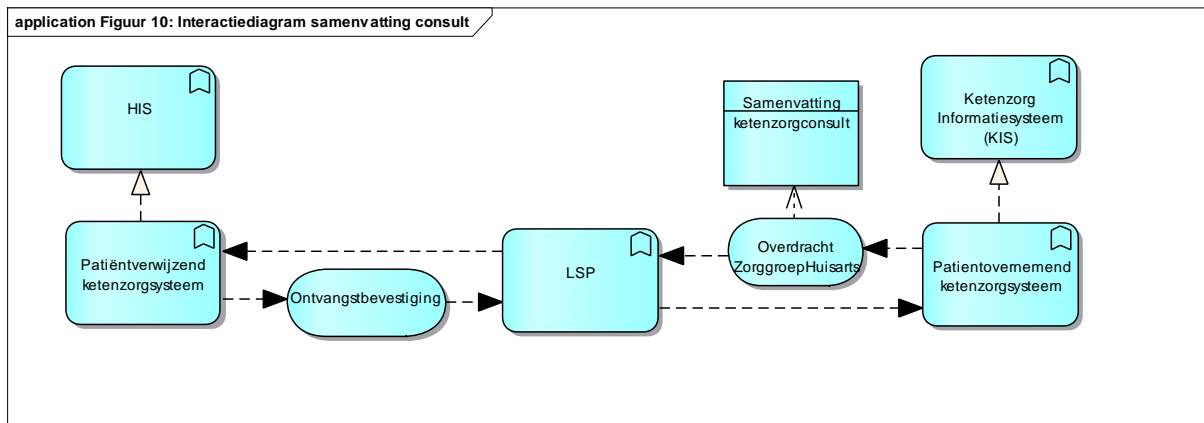 application Figuur 10: Interactiediagram samenvatting consult
HIS
Samenvatting
ketenzorgconsult
Ketenzorg
Informatiesysteem
(KIS)
Patiëntverwijzend
ketenzorgsysteem
Ontvangstbevestiging
LSP
Overdracht
ZorggroepHuisarts
Patientovernemend
ketenzorgsysteem